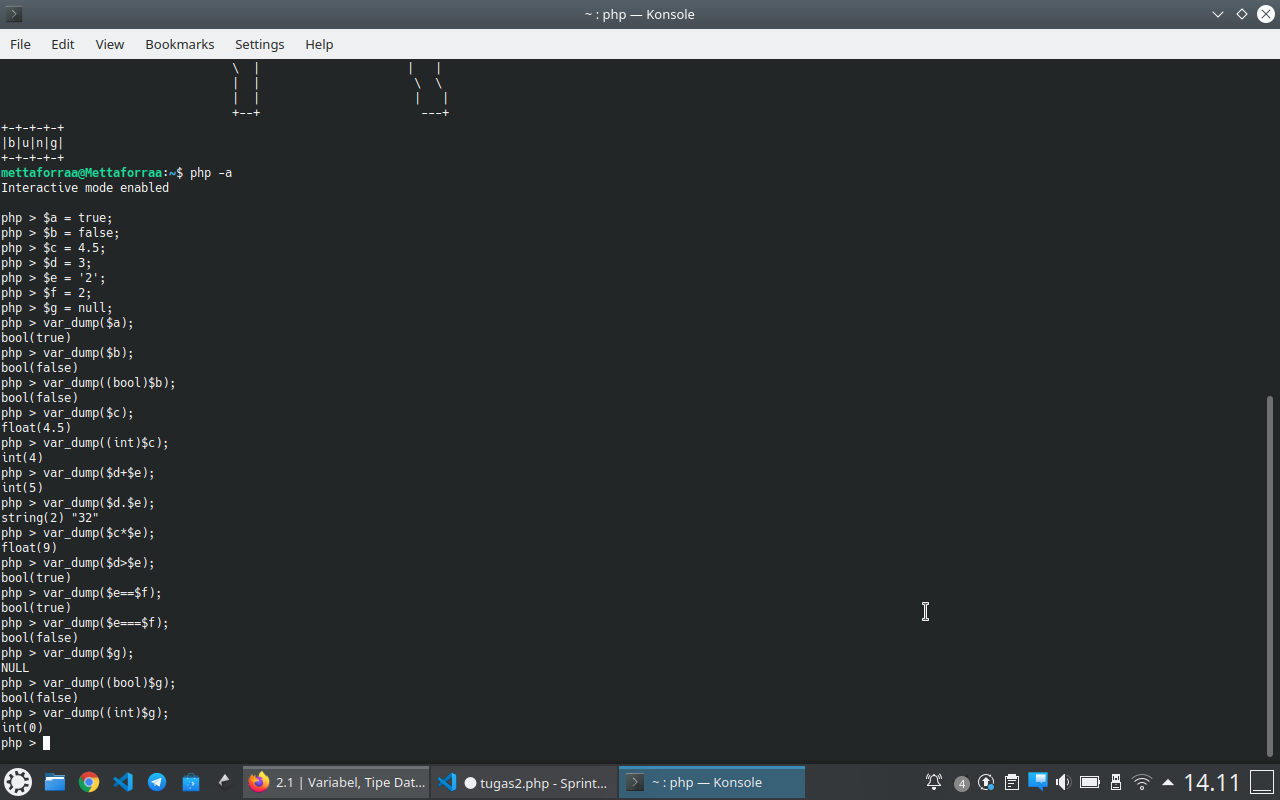 ~ : php — Konsole
File Edit View Bookmarks Settings Help
\ | | |
| | \ \
| | | |
+--+ ---+
+-+-+-+-+
|b|u|n|g|
+-+-+-+-+
mettaforraa@Mettaforraa:~$ php -a
Interactive mode enabled
php > $a = true;
php > $b = false;
php > $c = 4.5;
php > $d = 3;
php > $e = '2';
php > $f = 2;
php > $g = null;
php > var_dump($a);
bool(true)
php > var_dump($b);
bool(false)
php > var_dump((bool)$b);
bool(false)
php > var_dump($c);
float(4.5)
php > var_dump((int)$c);
int(4)
php > var_dump($d+$e);
int(5)
php > var_dump($d.$e);
string(2) "32"
php > var_dump($c*$e);
float(9)
php > var_dump($d>$e);
bool(true)
php > var_dump($e==$f);
bool(true)
php > var_dump($e===$f);
bool(false)
php > var_dump($g);
NULL
php > var_dump((bool)$g);
bool(false)
php > var_dump((int)$g);
int(0)
php >
2.1 | Variabel, Tipe Dat... tugas2.php - Sprint... ~ : php — Konsole 4 14.11